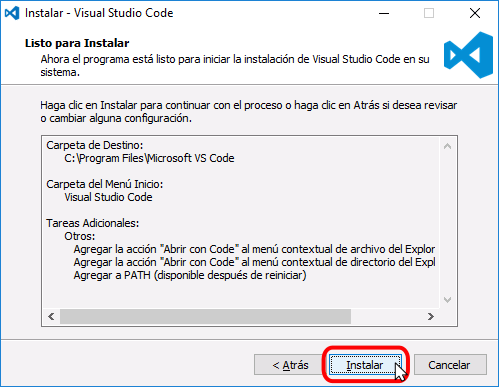 Instalar - Visual Studio Code
Listo para Instalar
Ahora el programa está listo para iniciar la instalación de Visual Studio Code en su
sistema.
Haga clic en Instalar para continuar con el proceso o haga clic en Atrás si desea revisar
o cambiar alguna configuración.
Carpeta de Destino:
C:\Program Files\Microsoft VS Code
Carpeta del Menú Inicio:
Visual Studio Code
Tareas Adicionales:
Otros:
Agregar la acción "Abrir con Code" al menú contextual de archivo del Explor
Agregar la acción "Abrir con Code" al menú contextual de directorio del Expl
Agregar a PATH (disponible después de reiniciar)
< Atrás
Instalar
Cancelar